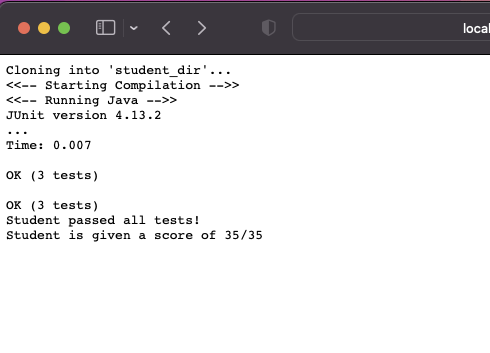 local
Cloning into 'student_dir'...
<<-- Starting Compilation -->>
<<-- Running Java -->>
JUnit version 4.13.2
...
Time: 0.007
OK (3 tests)
OK (3 tests)
Student passed all tests!
Student is given a score of 35/35